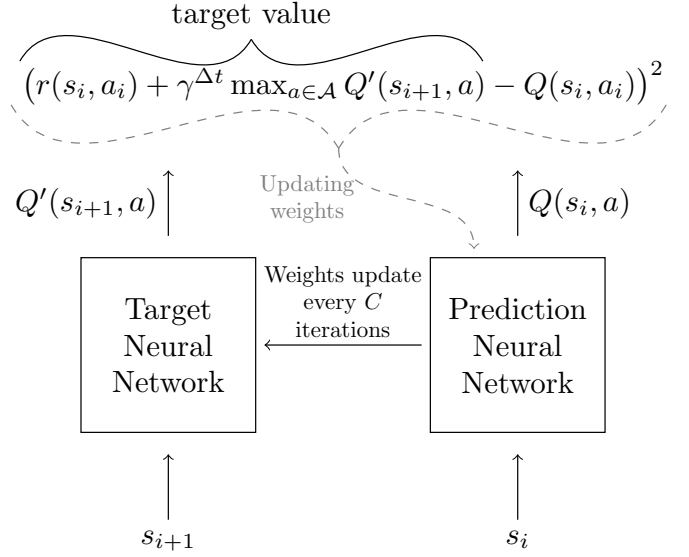 target value
(r(s_i, a_i) + γ^{Δt} max_{a∈𝒜} Q′(s_{i+1}, a) − Q(s_i, a_i))^2
Q′(s_{i+1}, a)
Updating
weights
Q(s_i, a)
Target
Neural
Network
Weights update
every C
iterations
Prediction
Neural
Network
s_{i+1}
s_i